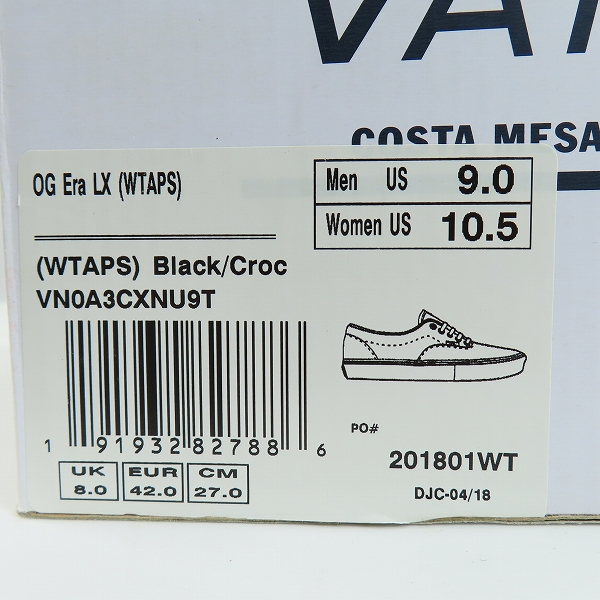 VAN
COSTA MESA
OG Era LX (WTAPS)
Men US 9.0
Women US 10.5
(WTAPS) Black/Croc
VN0A3CXNU9T
1 91932 82788 6
PO#
201801WT
DJC-04/18
UK 8.0
EUR 42.0
CM 27.0